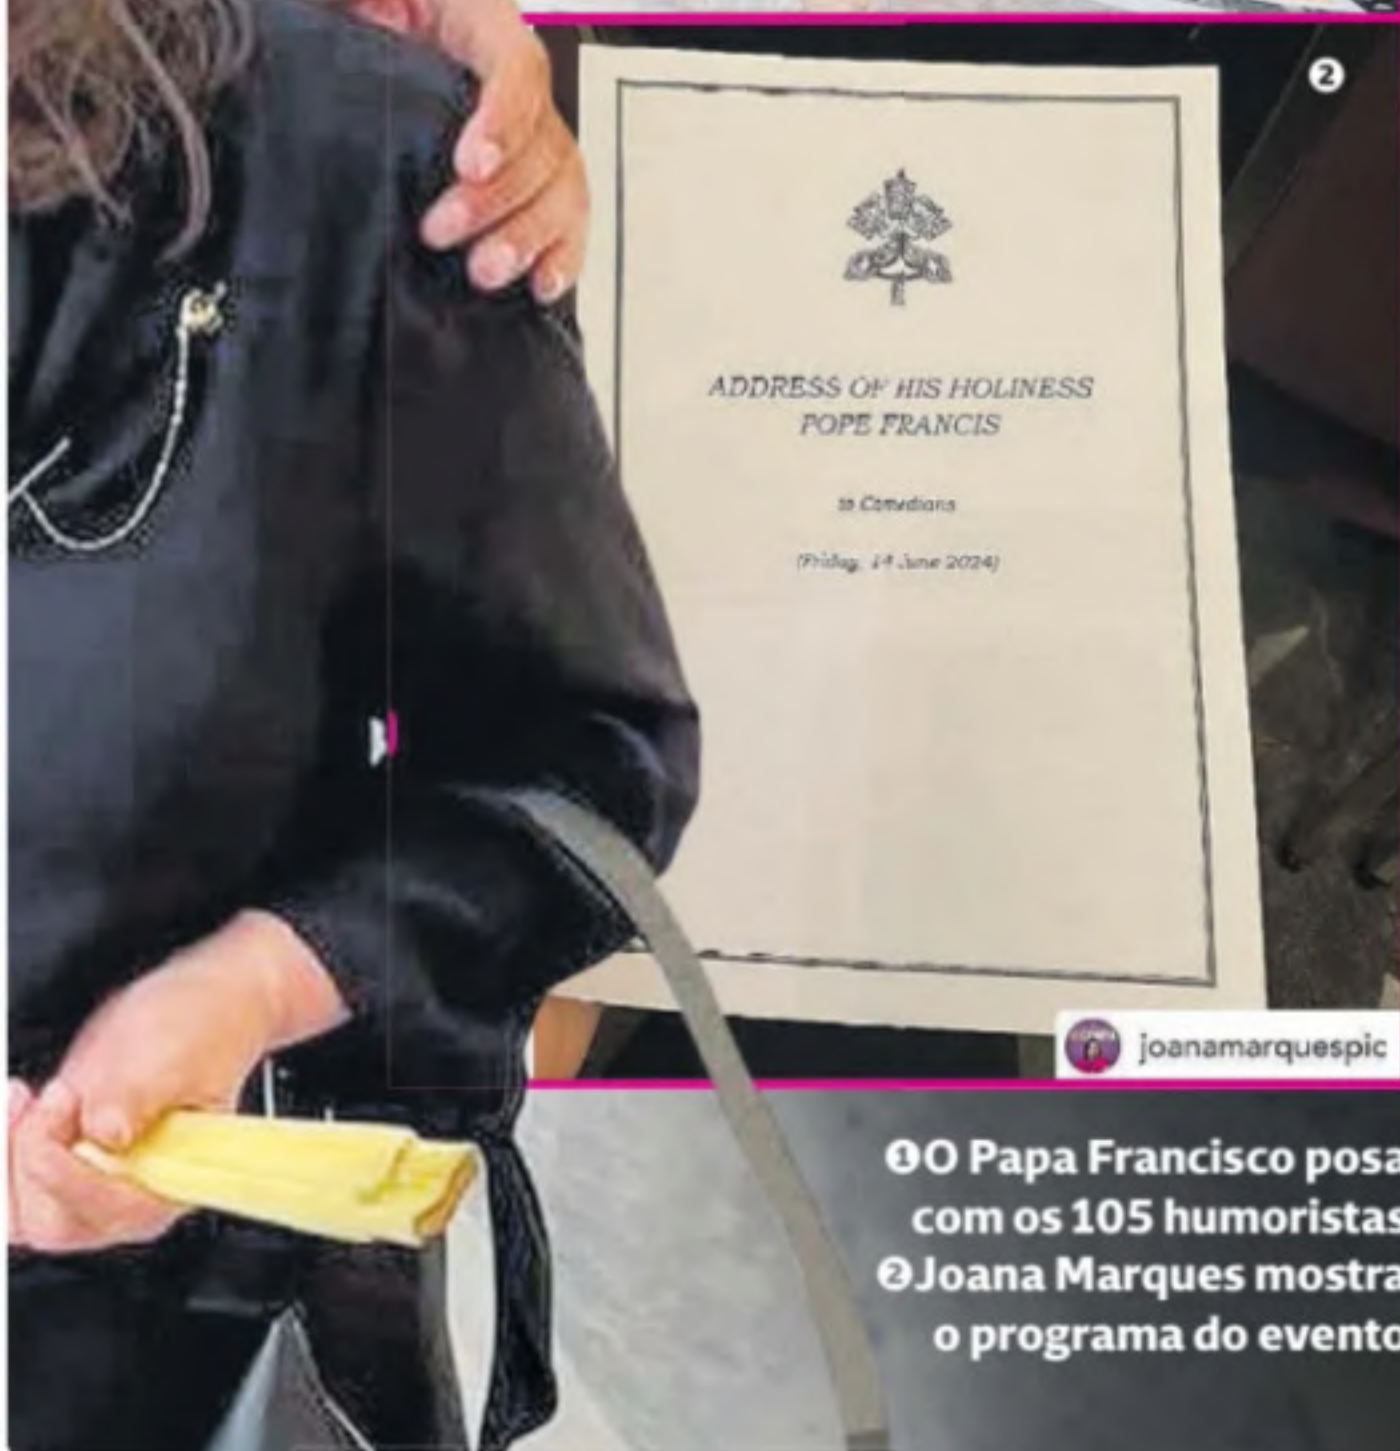 2
ADDRESS OF HIS HOLINESS
POPE FRANCIS
to Comedians
(Friday, 14 June 2024)
joanamarquespic
❶O Papa Francisco posa
com os 105 humoristas
❷Joana Marques mostra
o programa do evento